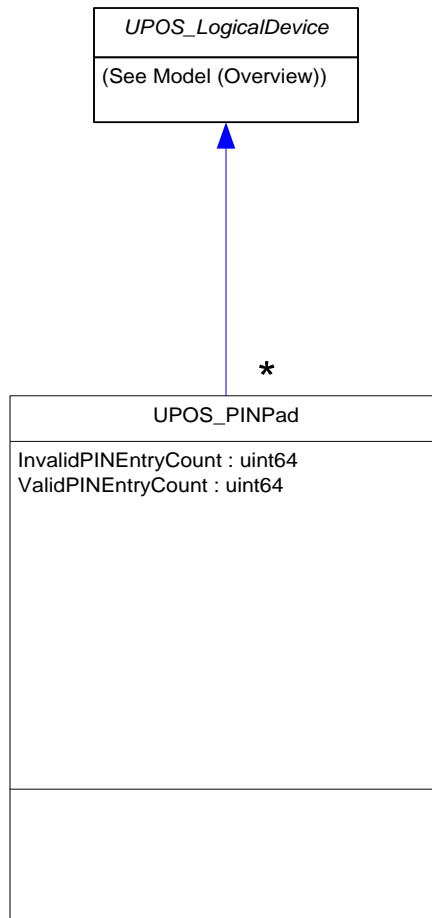 UPOS_LogicalDevice
(See Model (Overview))
*
UPOS_PINPad
InvalidPINEntryCount : uint64
ValidPINEntryCount : uint64